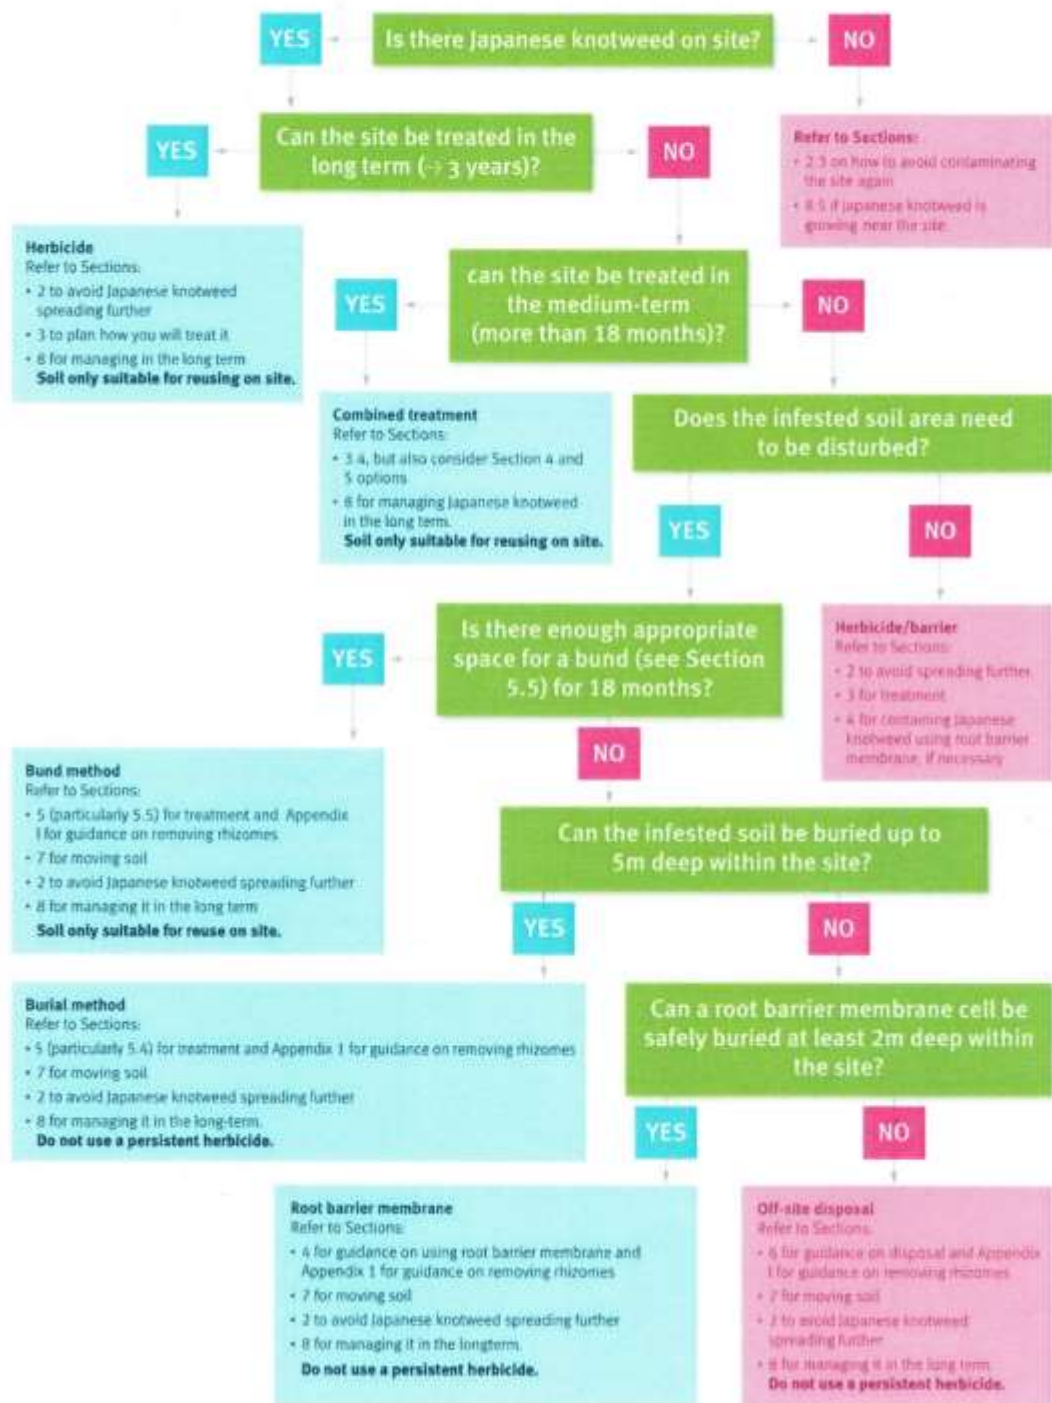 YES
Is there Japanese knotweed on site?
NO
YES
Can the site be treated in the
long term (→ 3 years)?
NO
Refer to Sections:
• 2.3 on how to avoid contaminating
the site again
• 8.5 if Japanese knotweed is
growing near the site.
Herbicide
Refer to Sections:
• 2 to avoid Japanese knotweed
spreading further
• 3 to plan how you will treat it
• 8 for managing in the long term
Soil only suitable for reusing on site.
YES
can the site be treated in
the medium-term
(more than 18 months)?
NO
Combined treatment
Refer to Sections:
• 3.4, but also consider Section 4 and
5 options
• 8 for managing Japanese knotweed
in the long term.
Soil only suitable for reusing on site.
Does the infested soil area need
to be disturbed?
YES
NO
YES
Is there enough appropriate
space for a bund (see Section
5.5) for 18 months?
NO
Herbicide/barrier
Refer to Sections:
• 2 to avoid spreading further
• 3 for treatment
• 4 for containing Japanese
knotweed using root barrier
membrane, if necessary
Bund method
Refer to Sections:
• 5 (particularly 5.5) for treatment and Appendix
I for guidance on removing rhizomes
• 7 for moving soil
• 2 to avoid Japanese knotweed spreading further
• 8 for managing it in the long term
Soil only suitable for reuse on site.
Can the infested soil be buried up to
5m deep within the site?
YES
NO
Burial method
Refer to Sections:
• 5 (particularly 5.4) for treatment and Appendix 1 for guidance on removing rhizomes
• 7 for moving soil
• 2 to avoid Japanese knotweed spreading further
• 8 for managing it in the long-term.
Do not use a persistent herbicide.
Can a root barrier membrane cell be
safely buried at least 2m deep within
the site?
YES
NO
Root barrier membrane
Refer to Sections:
• 4 for guidance on using root barrier membrane and
Appendix 1 for guidance on removing rhizomes
• 7 for moving soil
• 2 to avoid Japanese knotweed spreading further
• 8 for managing it in the longterm.
Do not use a persistent herbicide.
Off-site disposal
Refer to Sections:
• 6 for guidance on disposal and Appendix
I for guidance on removing rhizomes
• 7 for moving soil
• 2 to avoid Japanese knotweed
spreading further
• 8 for managing it in the long term
Do not use a persistent herbicide.